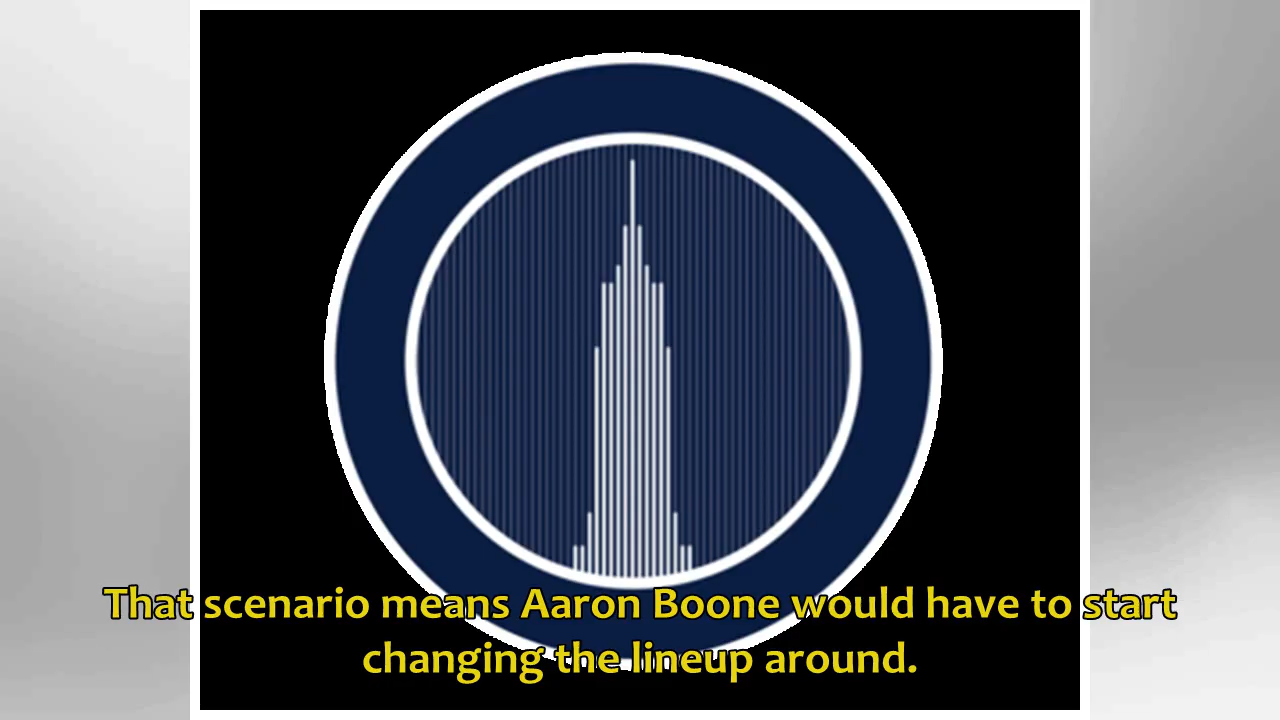 That scenario means Aaron Boone would have to start
changing the lineup around.